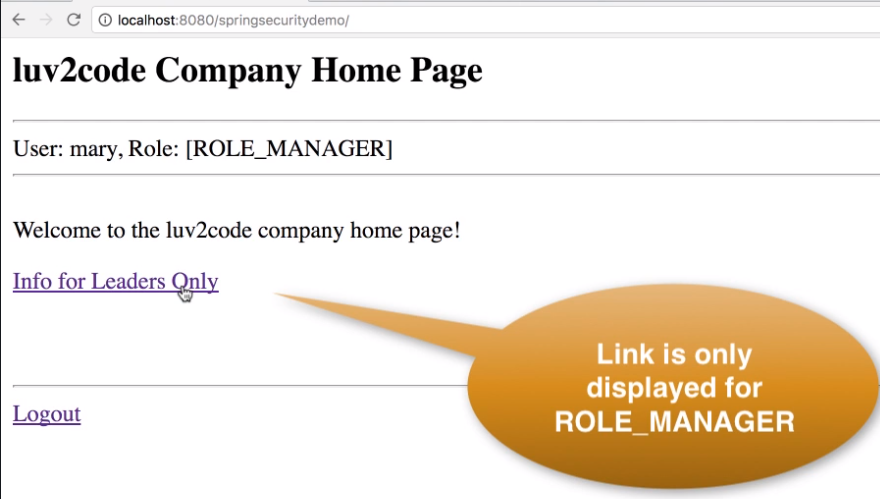 localhost:8080/springsecuritydemo/
luv2code Company Home Page
User: mary, Role: [ROLE_MANAGER]
Welcome to the luv2code company home page!
Info for Leaders Only
Link is only
displayed for
ROLE_MANAGER
Logout